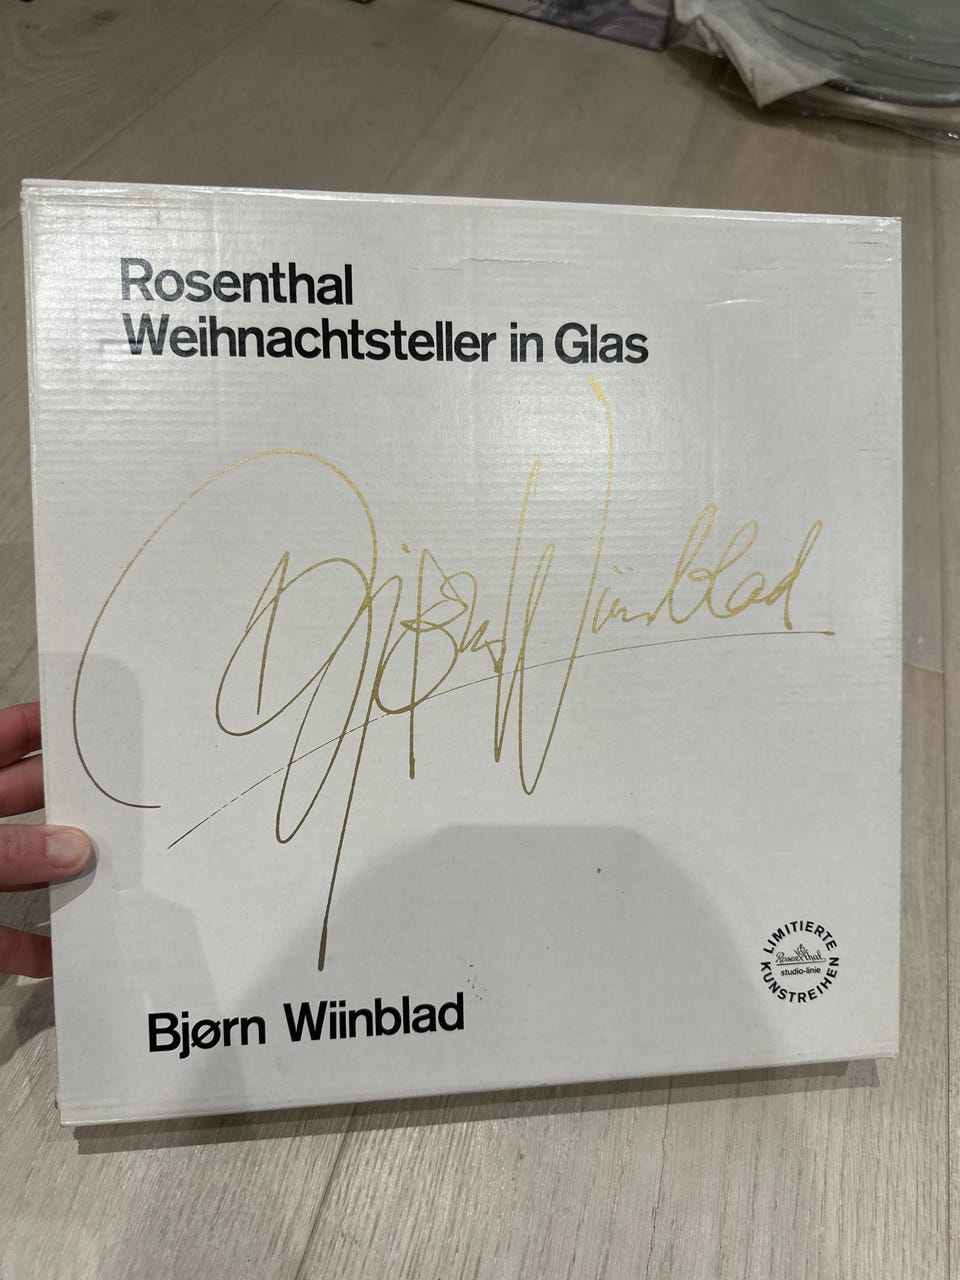 Rosenthal
Weihnachtsteller in Glas
Bjørn Wiinblad
Bjørn Wiinblad
LIMITIERTE
Rosenthal
studio-linie
KUNSTREIHEN